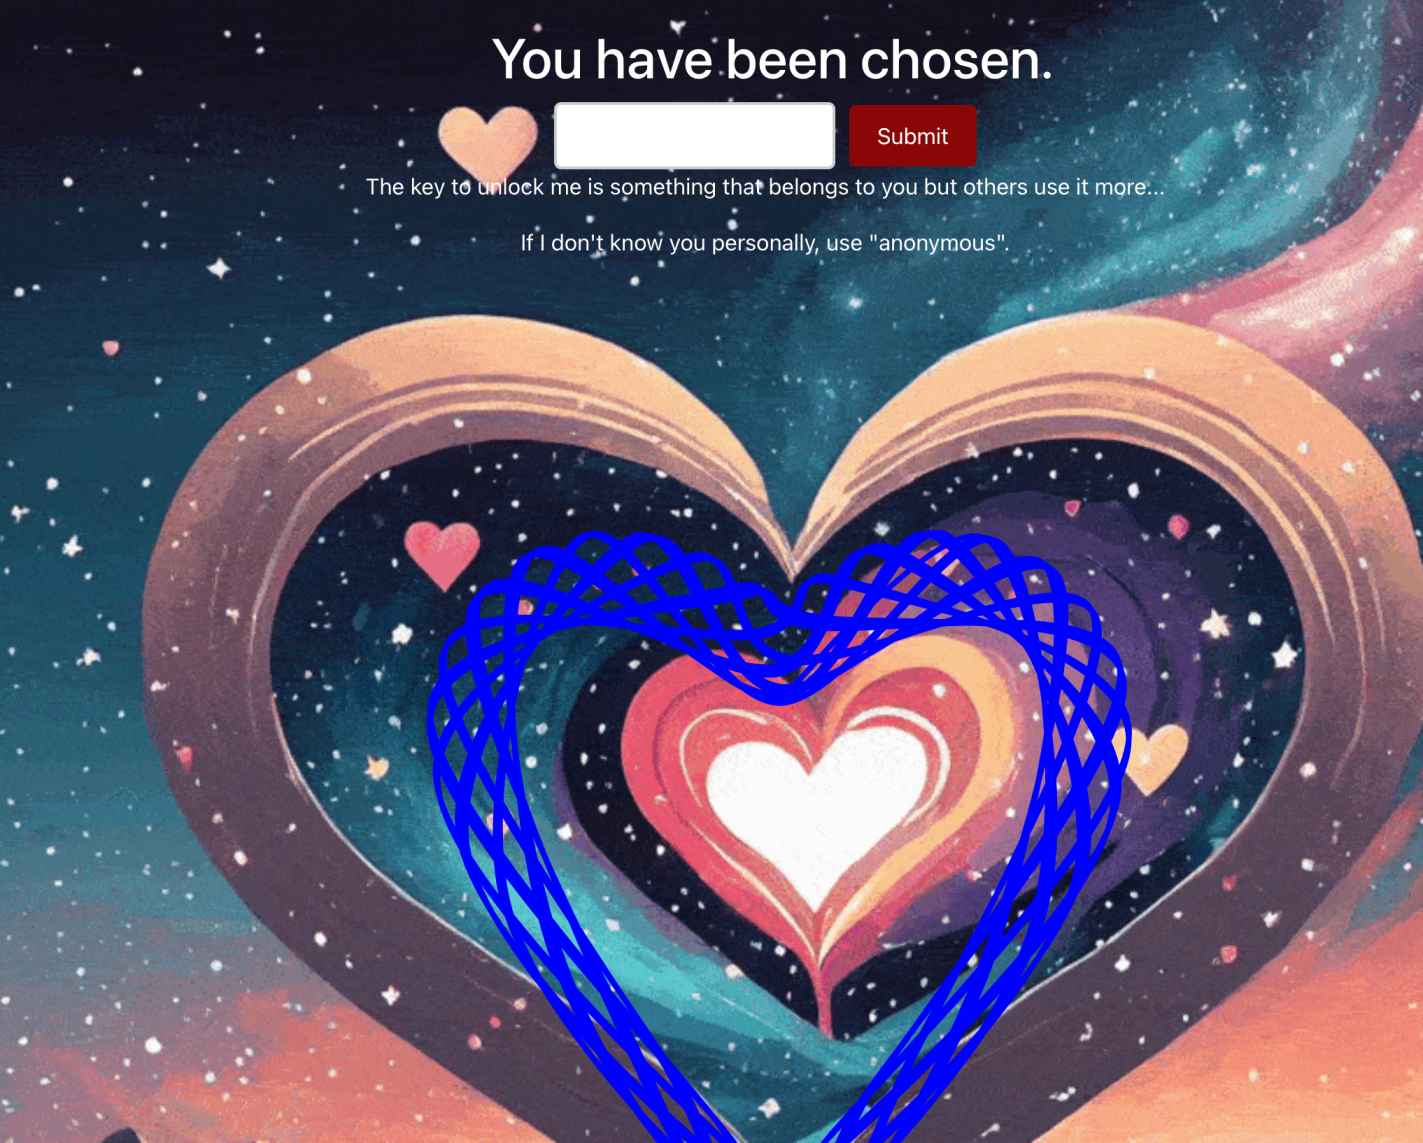 You have been chosen.
Submit
The key to unlock me is something that belongs to you but others use it more...
If I don't know you personally, use "anonymous".